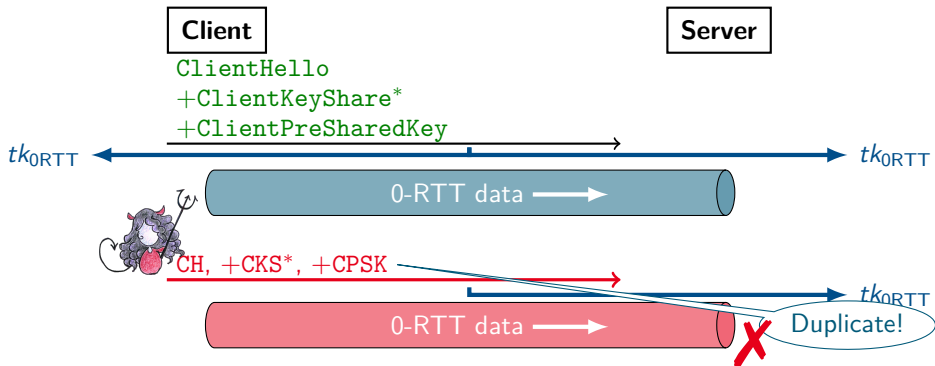 Client Server
ClientHello
+ClientKeyShare*
+ClientPreSharedKey
tk0RTT tk0RTT
0-RTT data
CH, +CKS*, +CPSK
tk0RTT
0-RTT data
Duplicate!